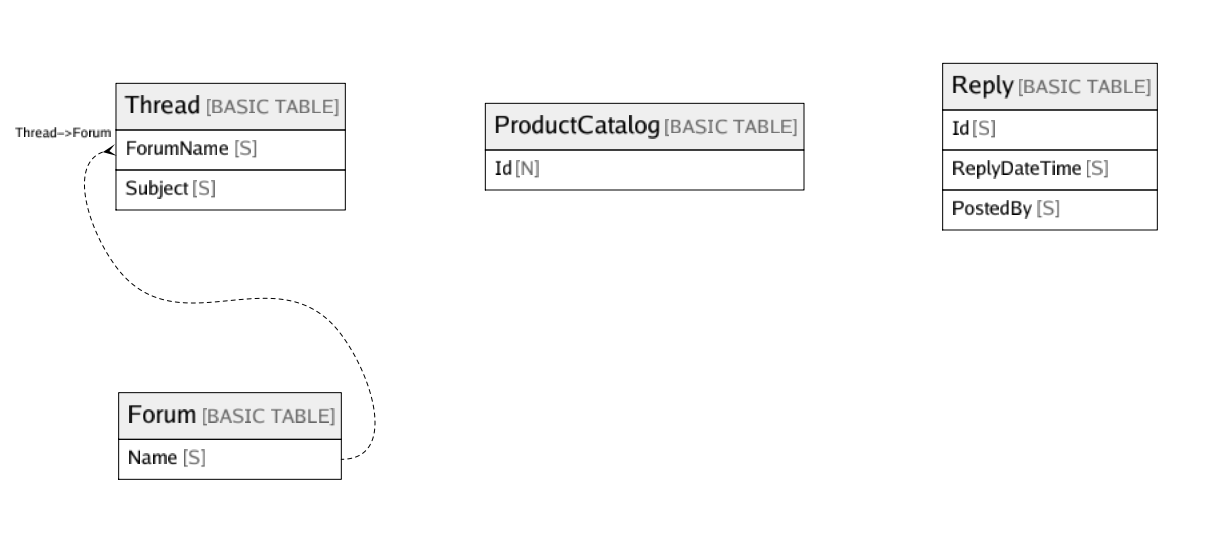 Thread [BASIC TABLE]
Thread->Forum
ForumName [S]
Subject [S]
ProductCatalog [BASIC TABLE]
Id [N]
Reply [BASIC TABLE]
Id [S]
ReplyDateTime [S]
PostedBy [S]
Forum [BASIC TABLE]
Name [S]